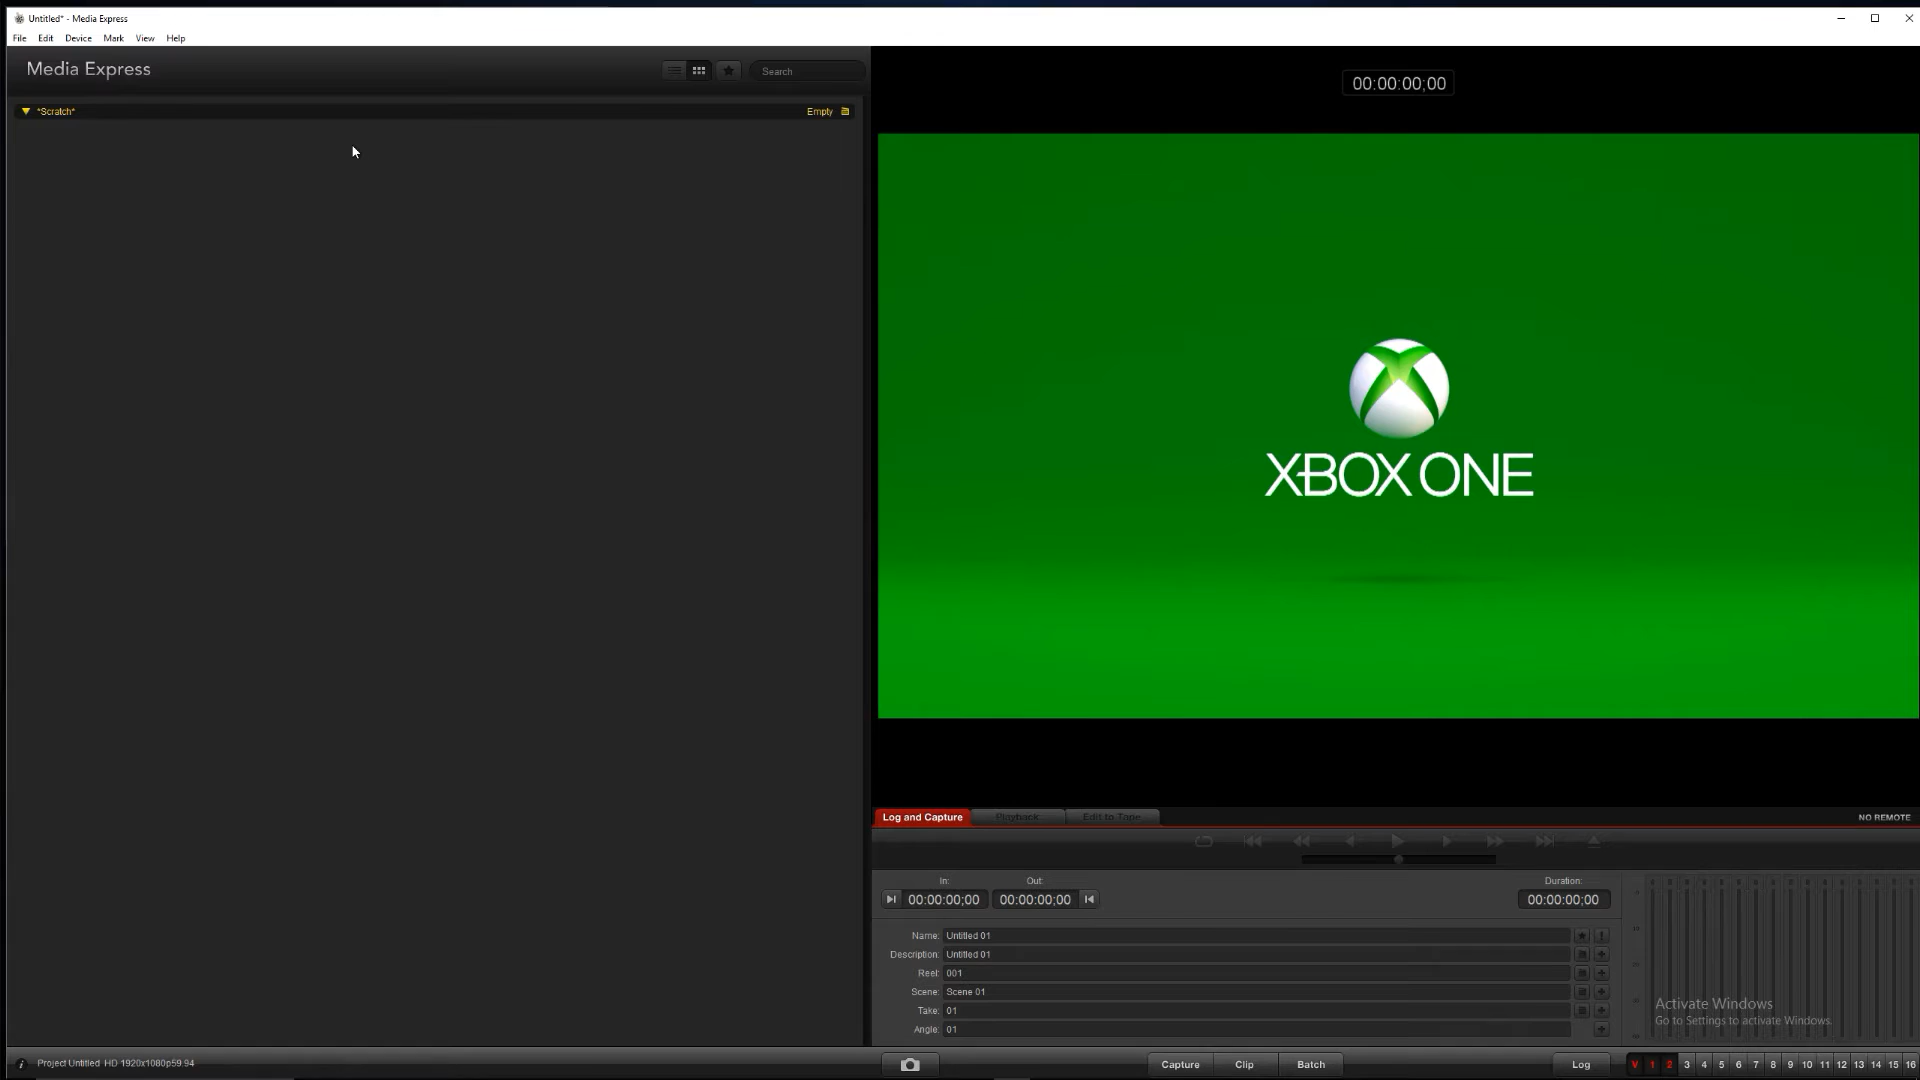 Untitled* - Media Express
File Edit Device Mark View Help
Media Express
Search
*Scratch* Empty
00:00:00;00
XBOX ONE
Log and Capture Playback Edit to Tape NO REMOTE
In: Out: Duration:
00:00:00;00 00:00:00;00 00:00:00;00
Name: Untitled 01
Description: Untitled 01
Reel: 001
Scene: Scene 01
Take: 01
Angle: 01
Activate Windows
Go to Settings to activate Windows.
Project Untitled HD 1920x1080p59.94
Capture Clip Batch Log V 1 2 3 4 5 6 7 8 9 10 11 12 13 14 15 16